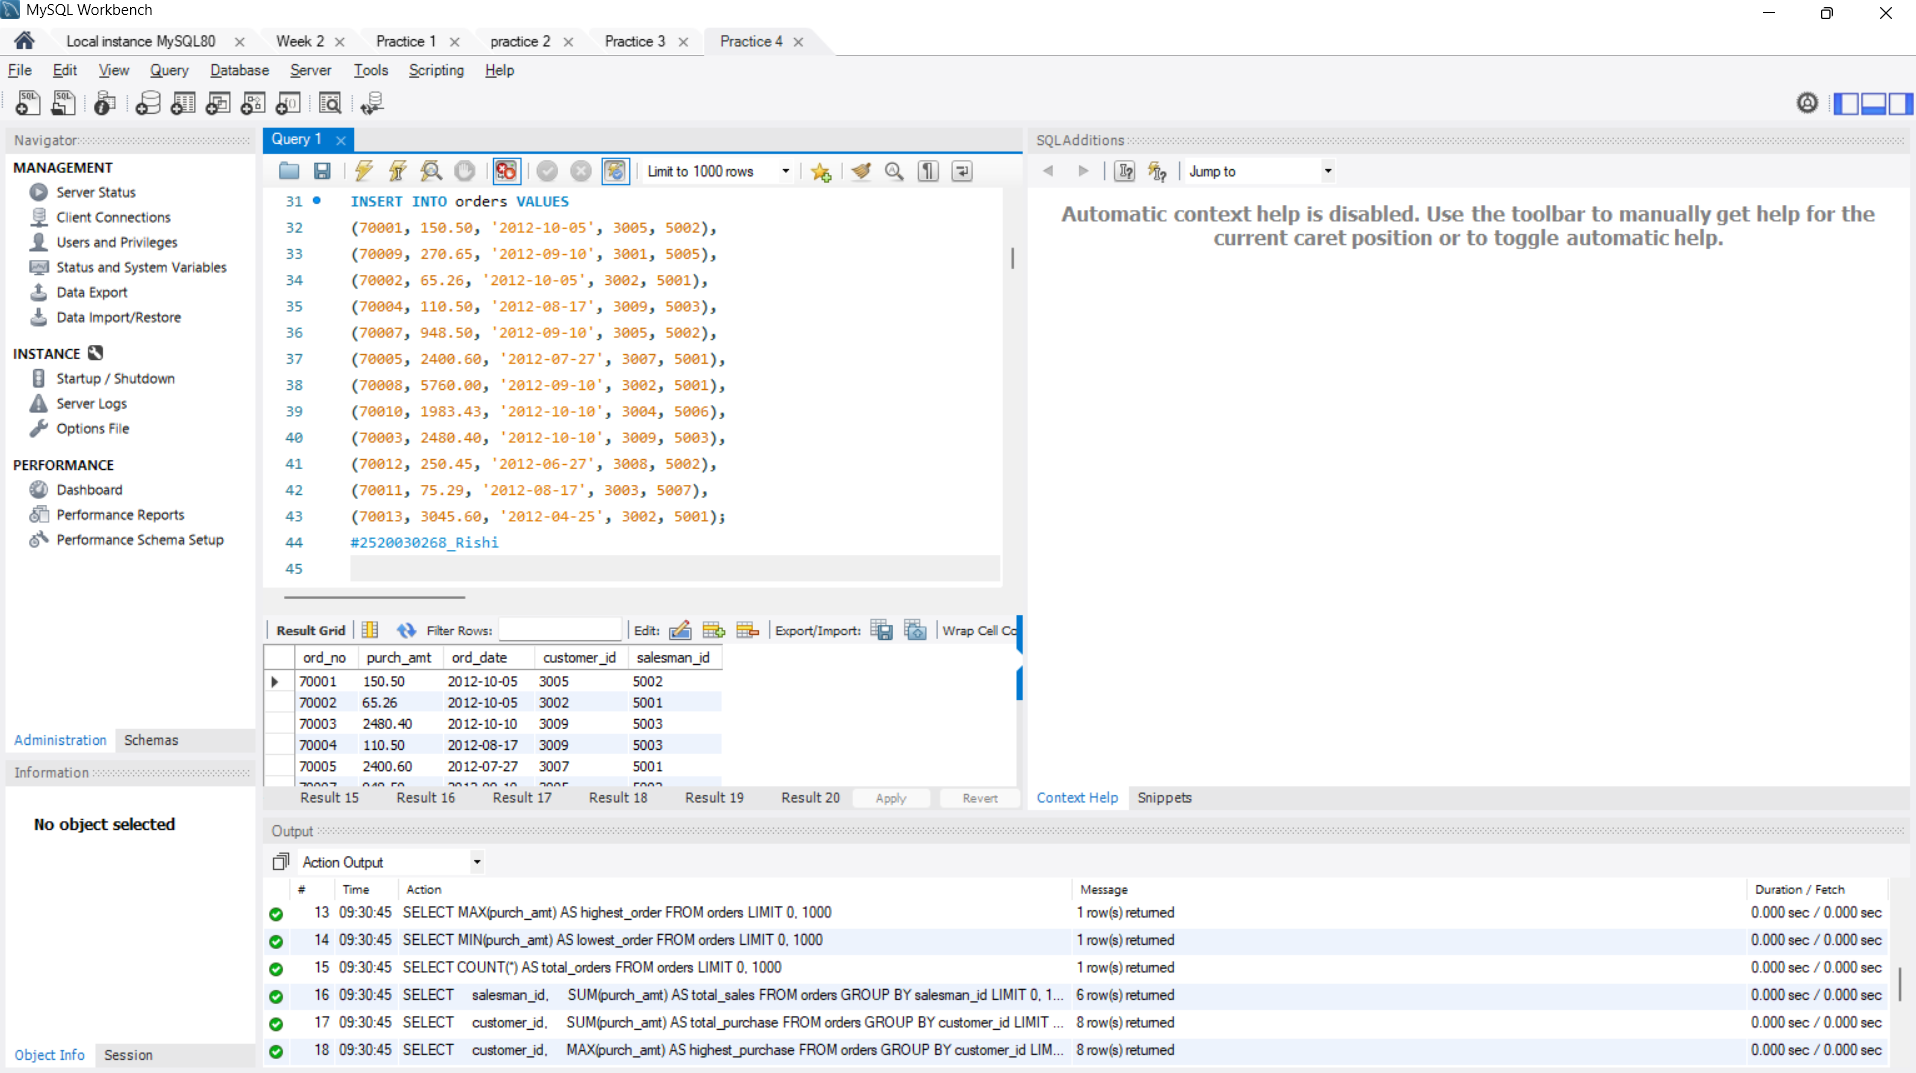 MySQL Workbench
Local instance MySQL80 Week 2 Practice 1 practice 2 Practice 3 Practice 4
File Edit View Query Database Server Tools Scripting Help
Navigator
MANAGEMENT
Server Status
Client Connections
Users and Privileges
Status and System Variables
Data Export
Data Import/Restore
INSTANCE
Startup / Shutdown
Server Logs
Options File
PERFORMANCE
Dashboard
Performance Reports
Performance Schema Setup
Administration Schemas
Information
No object selected
Object Info Session
Query 1
Limit to 1000 rows
31 INSERT INTO orders VALUES
32 (70001, 150.50, '2012-10-05', 3005, 5002),
33 (70009, 270.65, '2012-09-10', 3001, 5005),
34 (70002, 65.26, '2012-10-05', 3002, 5001),
35 (70004, 110.50, '2012-08-17', 3009, 5003),
36 (70007, 948.50, '2012-09-10', 3005, 5002),
37 (70005, 2400.60, '2012-07-27', 3007, 5001),
38 (70008, 5760.00, '2012-09-10', 3002, 5001),
39 (70010, 1983.43, '2012-10-10', 3004, 5006),
40 (70003, 2480.40, '2012-10-10', 3009, 5003),
41 (70012, 250.45, '2012-06-27', 3008, 5002),
42 (70011, 75.29, '2012-08-17', 3003, 5007),
43 (70013, 3045.60, '2012-04-25', 3002, 5001);
44 #2520030268_Rishi
45
Result Grid Filter Rows: Edit: Export/Import: Wrap Cell Co
ord_no purch_amt ord_date customer_id salesman_id
70001 150.50 2012-10-05 3005 5002
70002 65.26 2012-10-05 3002 5001
70003 2480.40 2012-10-10 3009 5003
70004 110.50 2012-08-17 3009 5003
70005 2400.60 2012-07-27 3007 5001
Result 15 Result 16 Result 17 Result 18 Result 19 Result 20 Apply Revert
SQLAdditions
Jump to
Automatic context help is disabled. Use the toolbar to manually get help for the
current caret position or to toggle automatic help.
Context Help Snippets
Output
Action Output
# Time Action Message Duration / Fetch
13 09:30:45 SELECT MAX(purch_amt) AS highest_order FROM orders LIMIT 0, 1000 1 row(s) returned 0.000 sec / 0.000 sec
14 09:30:45 SELECT MIN(purch_amt) AS lowest_order FROM orders LIMIT 0, 1000 1 row(s) returned 0.000 sec / 0.000 sec
15 09:30:45 SELECT COUNT(*) AS total_orders FROM orders LIMIT 0, 1000 1 row(s) returned 0.000 sec / 0.000 sec
16 09:30:45 SELECT salesman_id, SUM(purch_amt) AS total_sales FROM orders GROUP BY salesman_id LIMIT 0, 1... 6 row(s) returned 0.000 sec / 0.000 sec
17 09:30:45 SELECT customer_id, SUM(purch_amt) AS total_purchase FROM orders GROUP BY customer_id LIMIT ... 8 row(s) returned 0.000 sec / 0.000 sec
18 09:30:45 SELECT customer_id, MAX(purch_amt) AS highest_purchase FROM orders GROUP BY customer_id LIM... 8 row(s) returned 0.000 sec / 0.000 sec